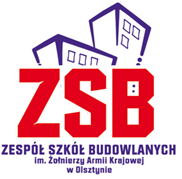 ZSB
ZESPÓŁ SZKÓŁ BUDOWLANYCH
im. Żołnierzy Armii Krajowej
w Olsztynie